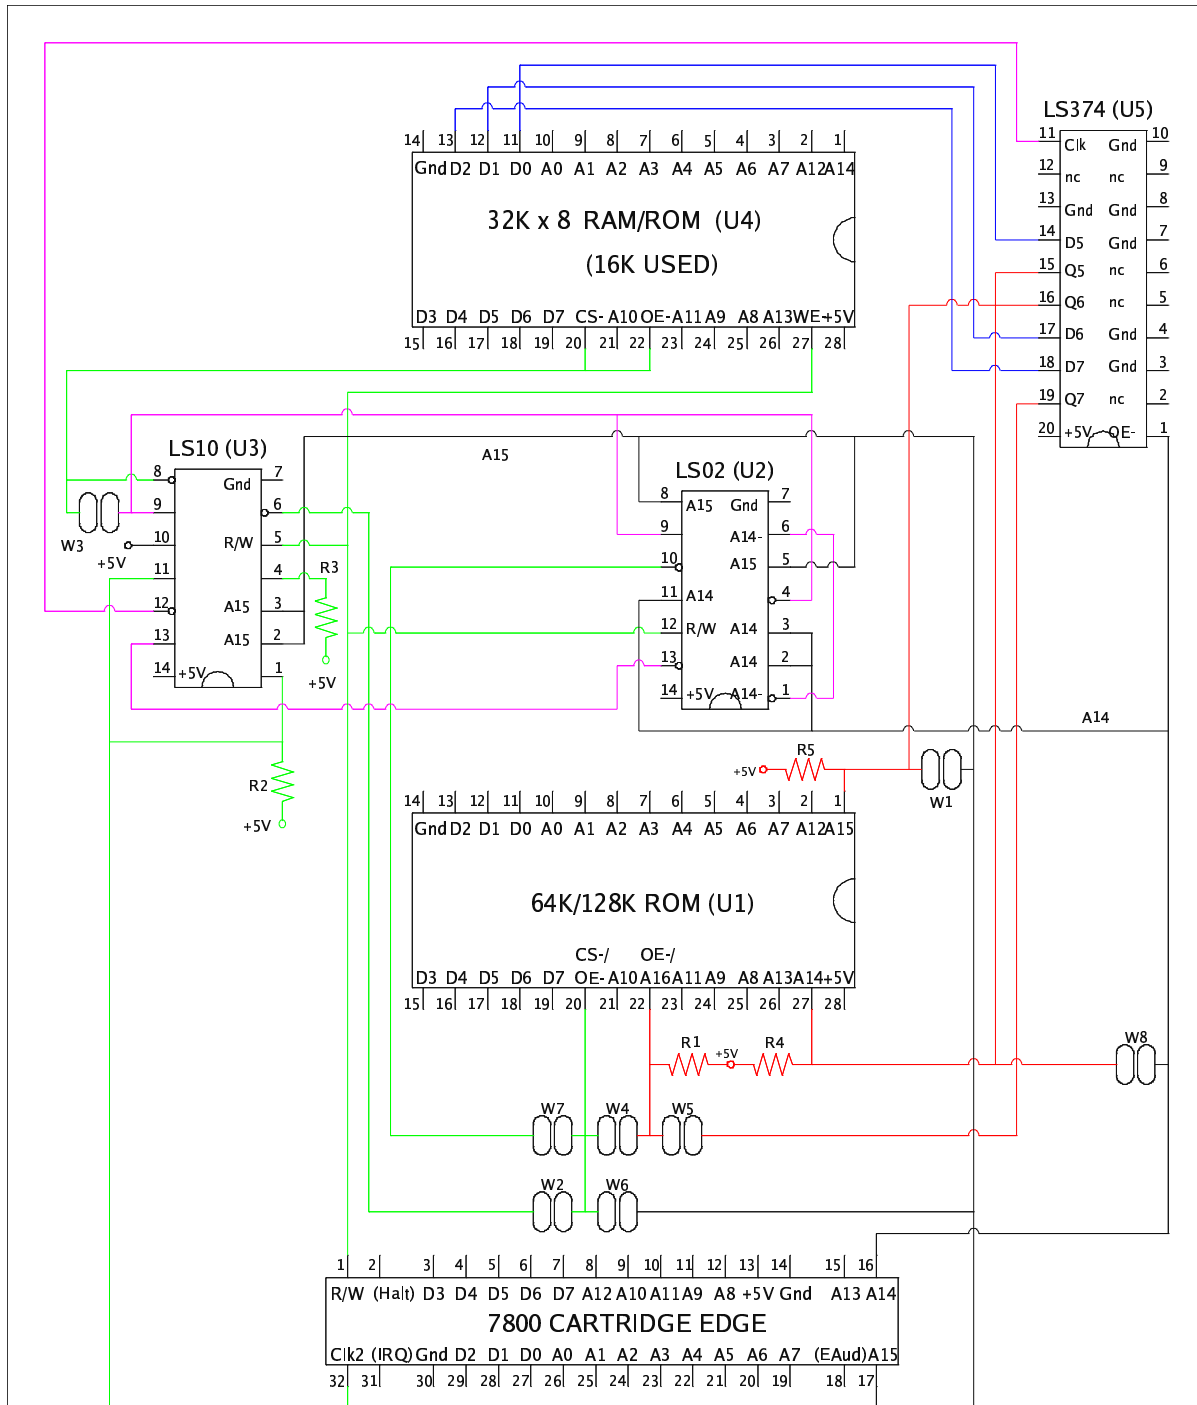 LS374 (U5)
11 Clk Gnd 10
12 nc nc 9
13 Gnd Gnd 8
14 D5 Gnd 7
15 Q5 nc 6
16 Q6 nc 5
17 D6 Gnd 4
18 D7 Gnd 3
19 Q7 nc 2
20 +5V OE- 1
14 13 12 11 10 9 8 7 6 5 4 3 2 1
Gnd D2 D1 D0 A0 A1 A2 A3 A4 A5 A6 A7 A12 A14
32K x 8 RAM/ROM (U4)
(16K USED)
D3 D4 D5 D6 D7 CS- A10 OE- A11 A9 A8 A13 WE +5V
15 16 17 18 19 20 21 22 23 24 25 26 27 28
LS10 (U3)
8 Gnd 7
9 6
10 R/W 5
11 4
12 A15 3
13 A15 2
14 +5V 1
W3
+5V
R3
+5V
A15
LS02 (U2)
8 A15 Gnd 7
9 A14- 6
10 A15 5
11 A14 4
12 R/W A14 3
13 A14 2
14 +5V A14- 1
A14
R2
+5V
+5V
R5
W1
14 13 12 11 10 9 8 7 6 5 4 3 2 1
Gnd D2 D1 D0 A0 A1 A2 A3 A4 A5 A6 A7 A12 A15
64K/128K ROM (U1)
CS-/ OE-/
D3 D4 D5 D6 D7 OE- A10 A16 A11 A9 A8 A13 A14 +5V
15 16 17 18 19 20 21 22 23 24 25 26 27 28
R1 +5V R4
W8
W7 W4 W5
W2 W6
1 2 3 4 5 6 7 8 9 10 11 12 13 14 15 16
R/W (Halt) D3 D4 D5 D6 D7 A12 A10 A11 A9 A8 +5V Gnd A13 A14
7800 CARTRIDGE EDGE
Clk2 (IRQ) Gnd D2 D1 D0 A0 A1 A2 A3 A4 A5 A6 A7 (EAud) A15
32 31 30 29 28 27 26 25 24 23 22 21 20 19 18 17